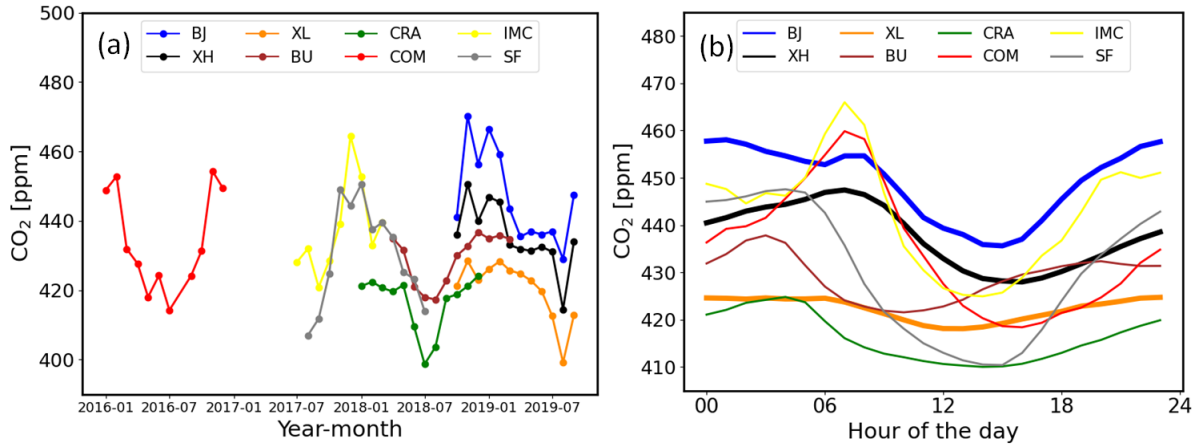 (a)
BJ XL CRA IMC
XH BU COM SF
500
480
460
440
420
400
CO₂ [ppm]
2016-01 2016-07 2017-01 2017-07 2018-01 2018-07 2019-01 2019-07
Year-month
(b)
BJ XL CRA IMC
XH BU COM SF
480
470
460
450
440
430
420
410
CO₂ [ppm]
00 06 12 18 24
Hour of the day